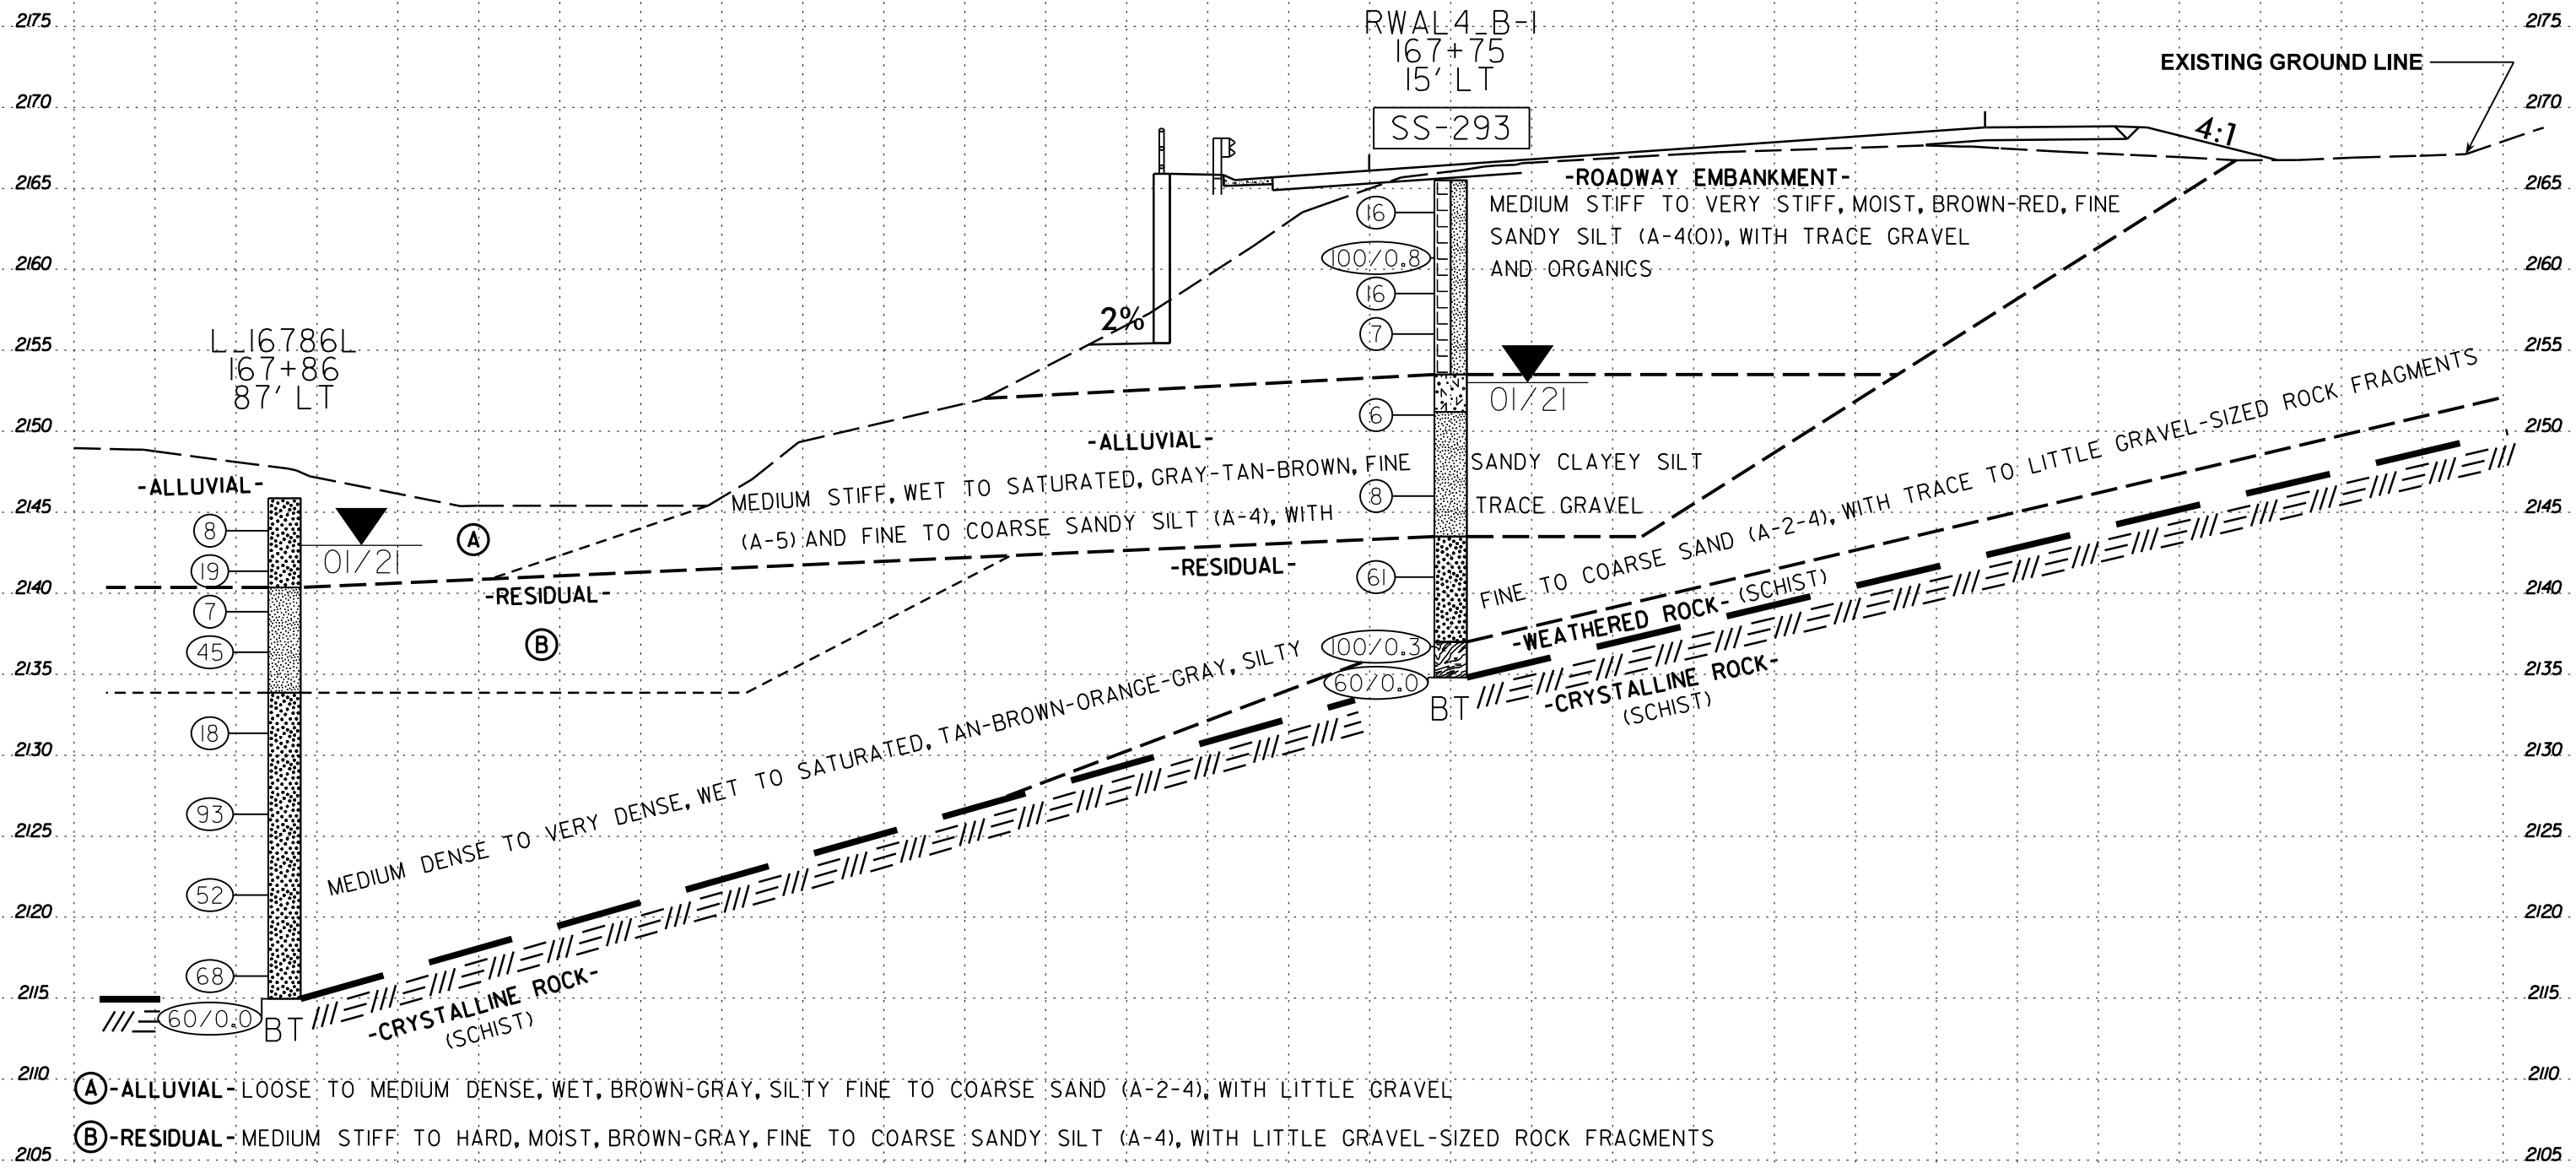 2175
2175
RWAL4_B-1
167+75
15' LT
EXISTING GROUND LINE
2170
2170
SS-293
4:1
2165
2165
-ROADWAY EMBANKMENT-
MEDIUM STIFF TO VERY STIFF, MOIST, BROWN-RED, FINE
SANDY SILT (A-4(0)), WITH TRACE GRAVEL
AND ORGANICS
16
100/0.8
16
7
2160
2160
2%
2155
2155
L_16786L
167+86
87' LT
01/21
6
2150
2150
-ALLUVIAL-
MEDIUM STIFF, WET TO SATURATED, GRAY-TAN-BROWN, FINE SANDY CLAYEY SILT
(A-5) AND FINE TO COARSE SANDY SILT (A-4), WITH TRACE GRAVEL
8
-ALLUVIAL-
2145
2145
8
19
01/21
A
-RESIDUAL-
61
2140
2140
-RESIDUAL-
7
45
B
MEDIUM DENSE TO VERY DENSE, WET TO SATURATED, TAN-BROWN-ORANGE-GRAY, SILTY FINE TO COARSE SAND (A-2-4), WITH TRACE TO LITTLE GRAVEL-SIZED ROCK FRAGMENTS
100/0.3
60/0.0
BT
-WEATHERED ROCK- (SCHIST)
-CRYSTALLINE ROCK-
(SCHIST)
2135
2135
18
2130
2130
93
2125
2125
52
2120
2120
68
2115
2115
60/0.0
BT
-CRYSTALLINE ROCK-
(SCHIST)
2110
2110
A -ALLUVIAL- LOOSE TO MEDIUM DENSE, WET, BROWN-GRAY, SILTY FINE TO COARSE SAND (A-2-4), WITH LITTLE GRAVEL
B -RESIDUAL- MEDIUM STIFF TO HARD, MOIST, BROWN-GRAY, FINE TO COARSE SANDY SILT (A-4), WITH LITTLE GRAVEL-SIZED ROCK FRAGMENTS
2105
2105